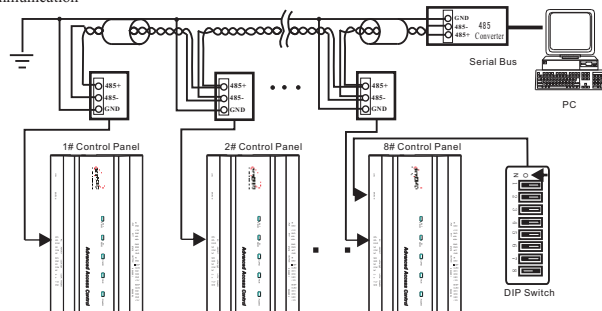 mmunication
GND
485-
485+
485
Converter
Serial Bus
PC
485+
485-
GND
485+
485-
GND
485+
485-
GND
1# Control Panel
2# Control Panel
8# Control Panel
Advanced Access Control
Advanced Access Control
Advanced Access Control
O N
1
2
3
4
5
6
7
8
DIP Switch